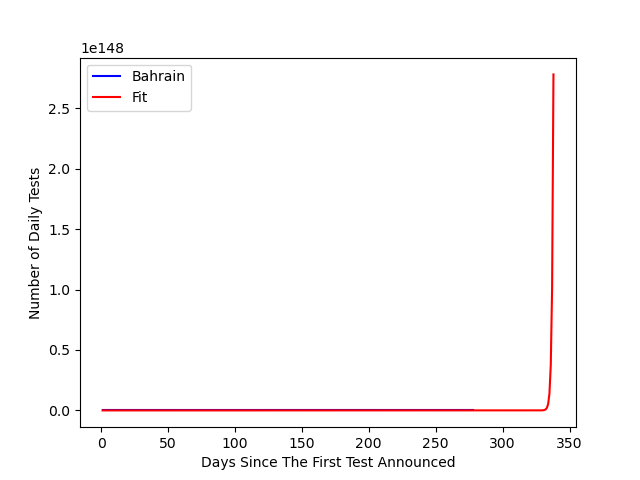 1e148
Bahrain
Fit
2.5
2.0
1.5
1.0
0.5
0.0
Number of Daily Tests
0 50 100 150 200 250 300 350
Days Since The First Test Announced